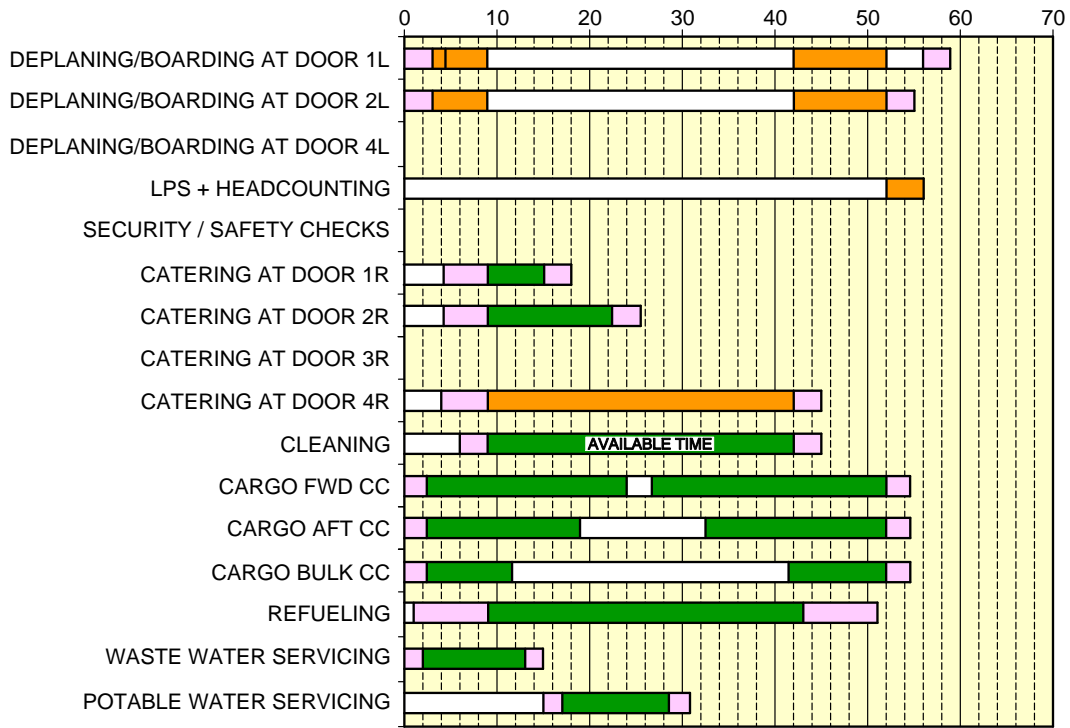 0 10 20 30 40 50 60 70
DEPLANING/BOARDING AT DOOR 1L
DEPLANING/BOARDING AT DOOR 2L
DEPLANING/BOARDING AT DOOR 4L
LPS + HEADCOUNTING
SECURITY / SAFETY CHECKS
CATERING AT DOOR 1R
CATERING AT DOOR 2R
CATERING AT DOOR 3R
CATERING AT DOOR 4R
CLEANING AVAILABLE TIME
CARGO FWD CC
CARGO AFT CC
CARGO BULK CC
REFUELING
WASTE WATER SERVICING
POTABLE WATER SERVICING